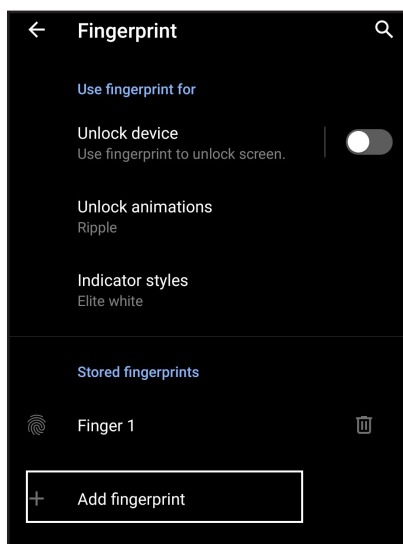 Fingerprint
Use fingerprint for
Unlock device
Use fingerprint to unlock screen.
Unlock animations
Ripple
Indicator styles
Elite white
Stored fingerprints
Finger 1
Add fingerprint